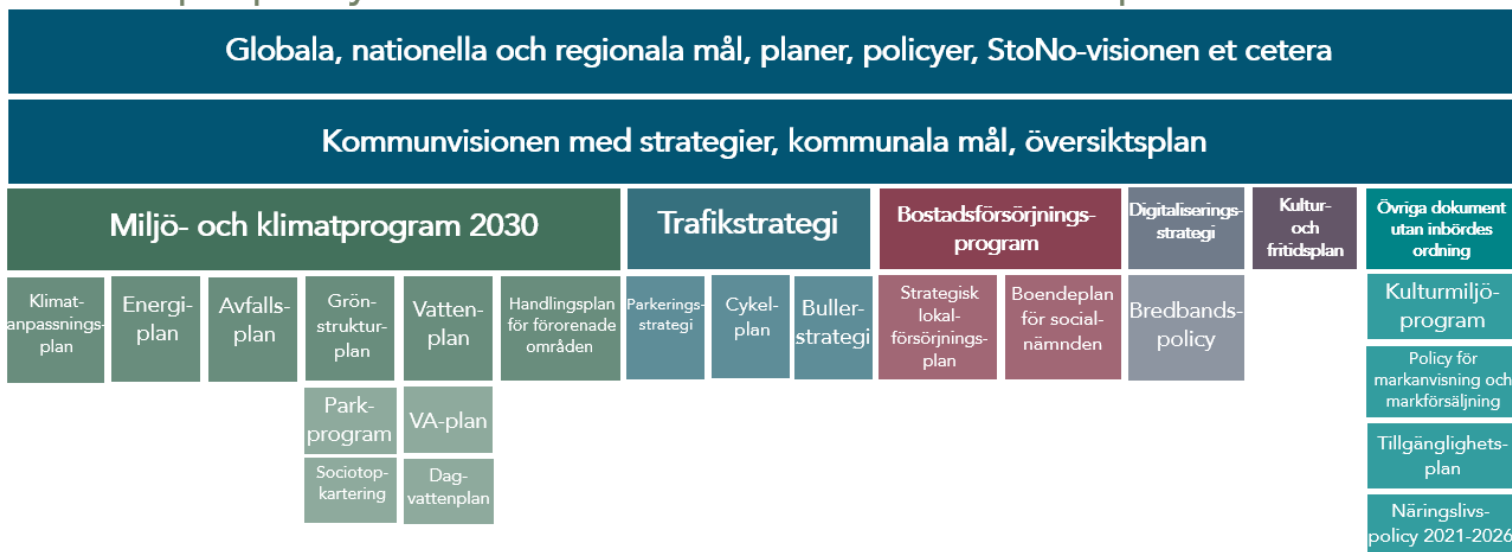 Globala, nationella och regionala mål, planer, policyer, StoNo-visionen et cetera
Kommunvisionen med strategier, kommunala mål, översiktsplan
Miljö- och klimatprogram 2030
Trafikstrategi
Bostadsförsörjnings-
program
Digitaliserings-
strategi
Kultur-
och
fritidsplan
Övriga dokument
utan inbördes
ordning
Klimat-
anpassnings-
plan
Energi-
plan
Avfalls-
plan
Grön-
struktur-
plan
Vatten-
plan
Handlingsplan
för förorenade
områden
Parkerings-
strategi
Cykel-
plan
Buller-
strategi
Strategisk
lokal-
försörjnings-
plan
Boendeplan
för social-
nämnden
Bredbands-
policy
Kulturmiljö-
program
Policy för
markanvisning och
markförsäljning
Park-
program
VA-plan
Tillgänglighets-
plan
Sociotop-
kartering
Dag-
vattenplan
Näringslivs-
policy 2021-2026